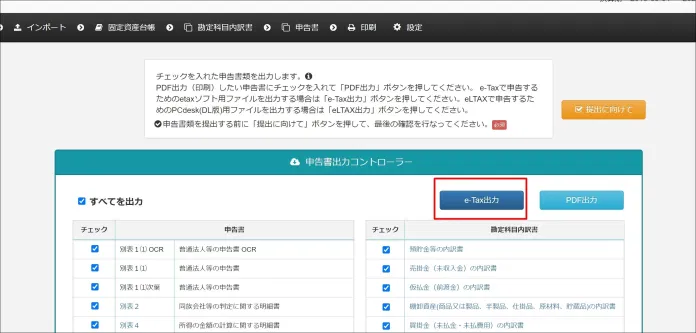 インポート 固定資産台帳 勘定科目内訳書 申告書 印刷 設定
チェックを入れた申告書類を出力します。
PDF出力（印刷）したい申告書にチェックを入れて「PDF出力」ボタンを押してください。 e-Taxで申告する
ためのetaxソフト用ファイルを出力する場合は「e-Tax出力」ボタンを押してください。eLTAXで申告するた
めのPCdesk(DL版)用ファイルを出力する場合は「eLTAX出力」ボタンを押してください。
申告書類を提出する前に「提出に向けて」ボタンを押して、最後の確認を行なってください。 必須
提出に向けて
申告書出力コントローラー
すべてを出力
e-Tax出力
PDF出力
チェック 申告書
別表１⑴ OCR 普通法人等の申告書 OCR
別表１⑴ 普通法人等の申告書
別表１⑴次葉 普通法人等の申告書
別表２ 同族会社等の判定に関する明細書
別表４ 所得の金額の計算に関する明細書
チェック 勘定科目内訳書
預貯金等の内訳書
売掛金（未収入金）の内訳書
仮払金（前渡金）の内訳書
棚卸資産(商品又は製品、半製品、仕掛品、原材料、貯蔵品)の内訳書
買掛金（未払金・未払費用）の内訳書